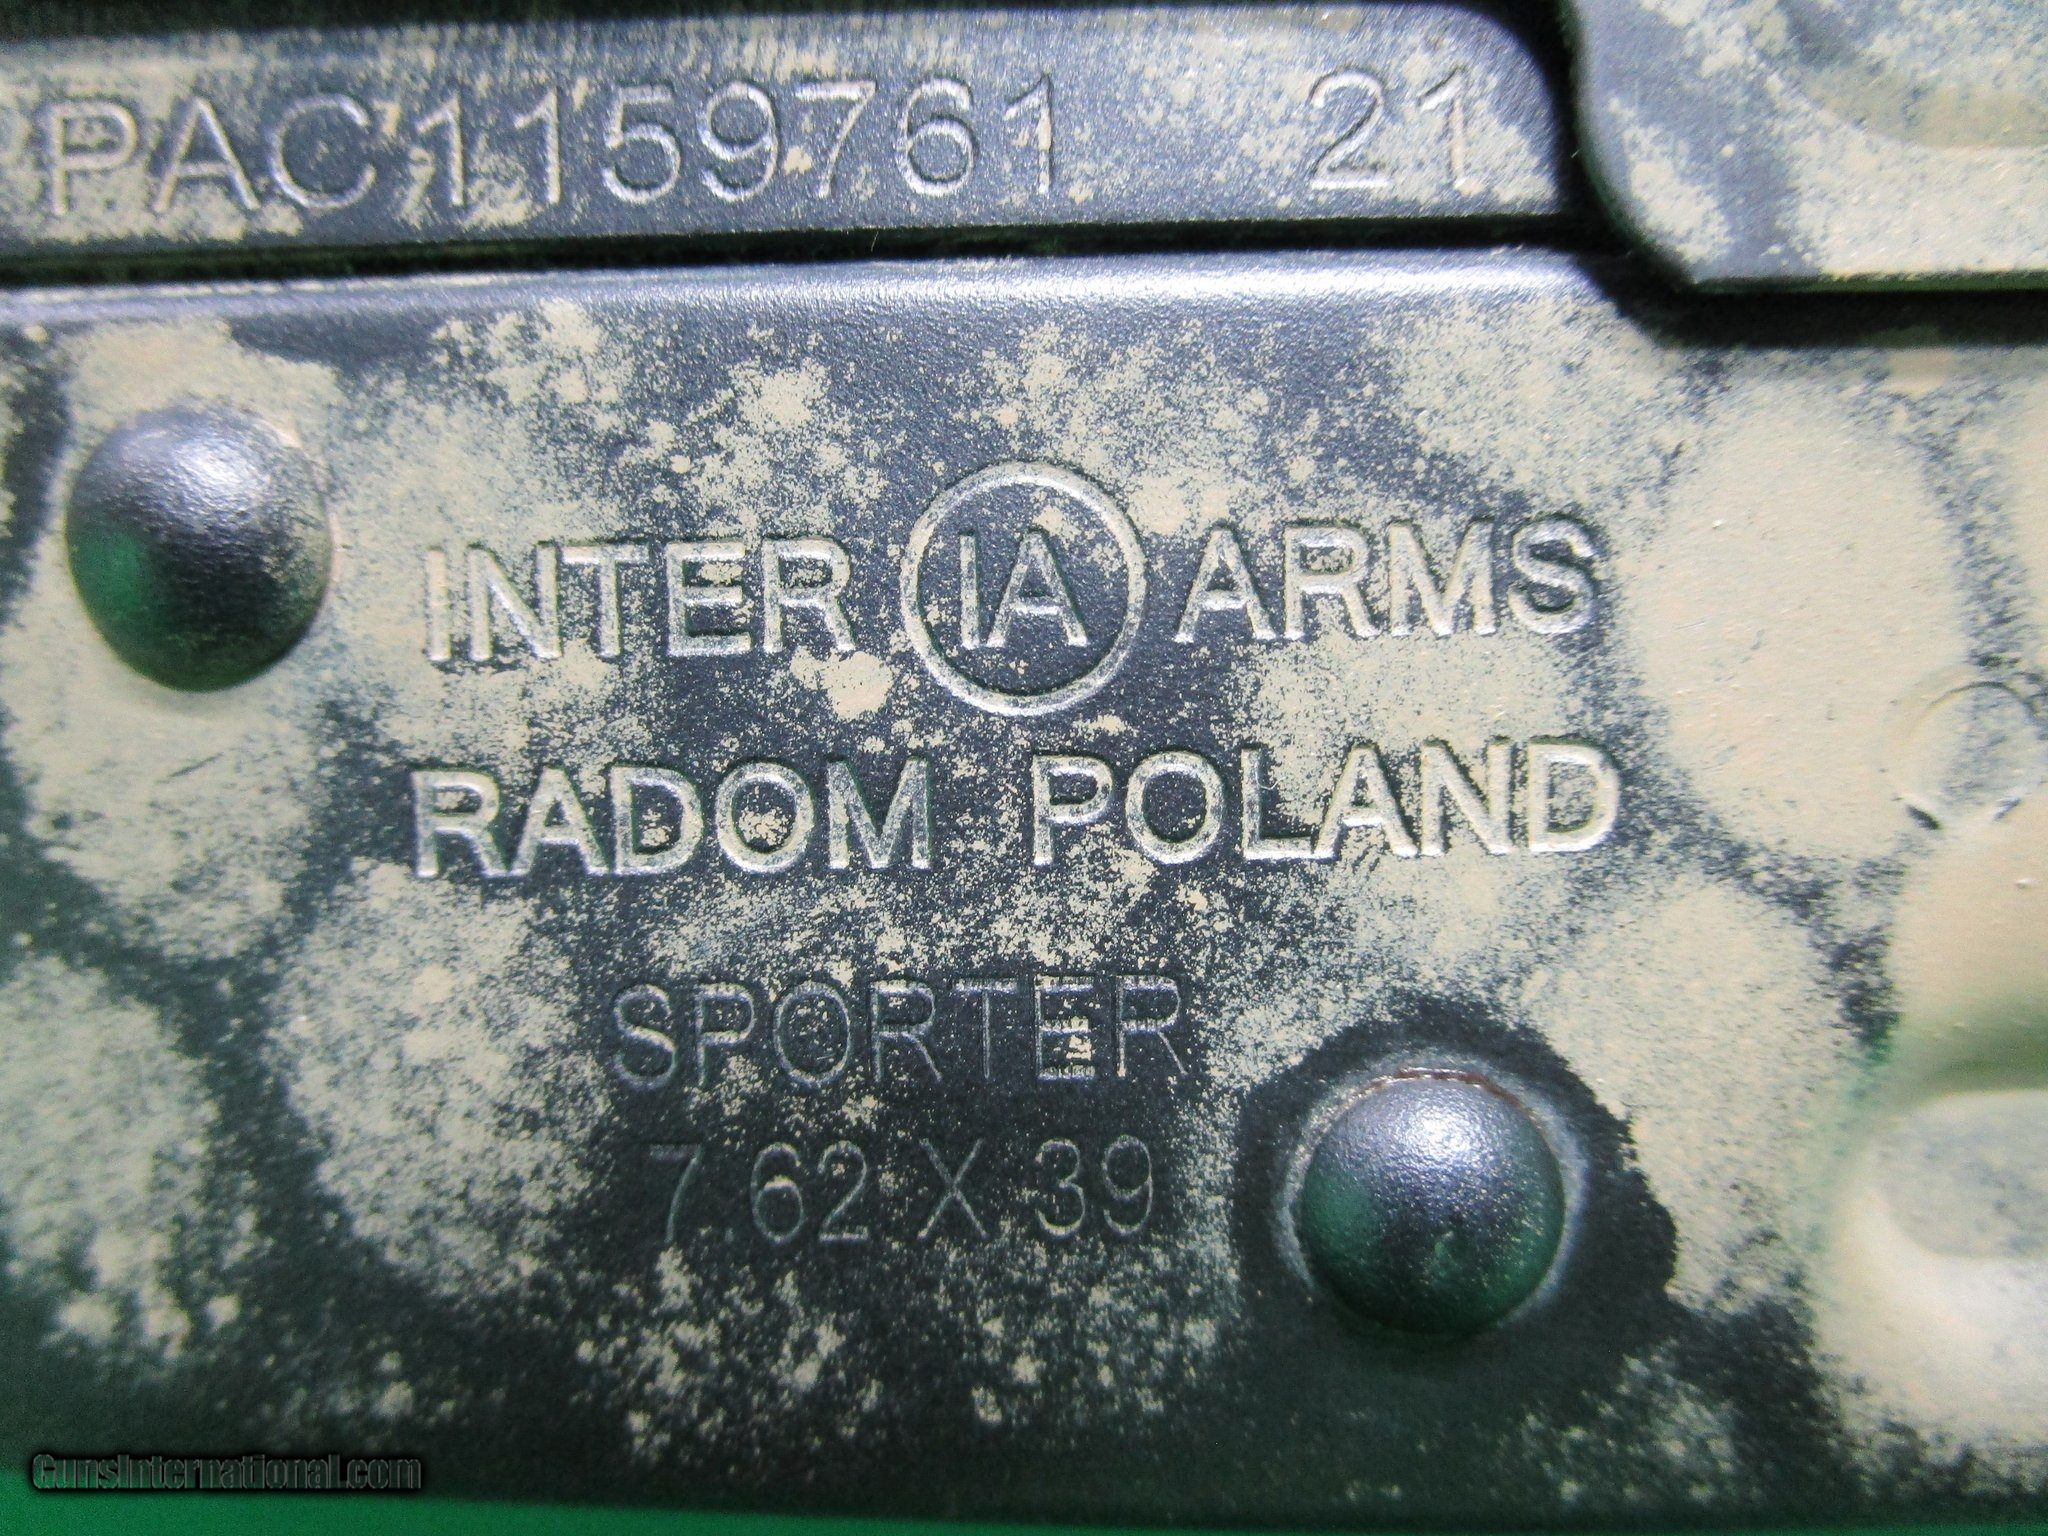 PAC1159761 21
INTER IA ARMS
RADOM POLAND
SPORTER
7.62 X 39
GunsInternational.com